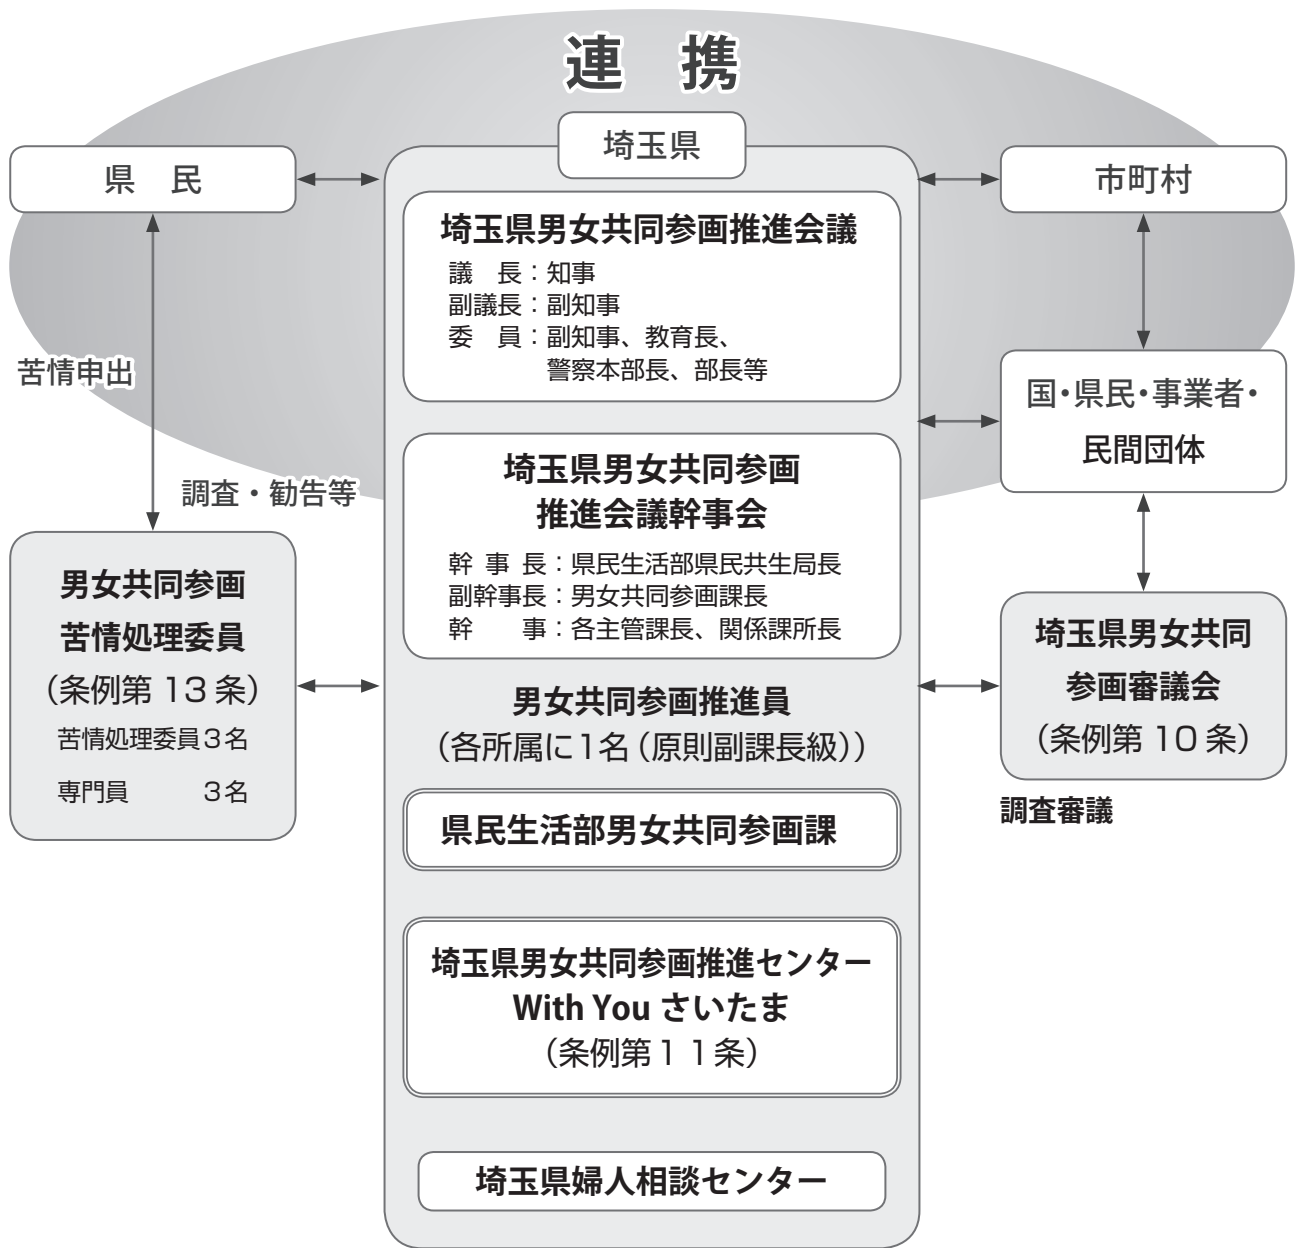 連　携
埼玉県
県　民
市町村
埼玉県男女共同参画推進会議
議　長：知事
副議長：副知事
委　員：副知事、教育長、
警察本部長、部長等
苦情申出
調査・勧告等
国・県民・事業者・
民間団体
埼玉県男女共同参画
推進会議幹事会
幹 事 長：県民生活部県民共生局長
副幹事長：男女共同参画課長
幹　　事：各主管課長、関係課所長
男女共同参画
苦情処理委員
（条例第 13 条）
苦情処理委員３名
専門員　　　３名
男女共同参画推進員
（各所属に１名（原則副課長級））
埼玉県男女共同
参画審議会
（条例第 10 条）
調査審議
県民生活部男女共同参画課
埼玉県男女共同参画推進センター
With You さいたま
（条例第１１条）
埼玉県婦人相談センター